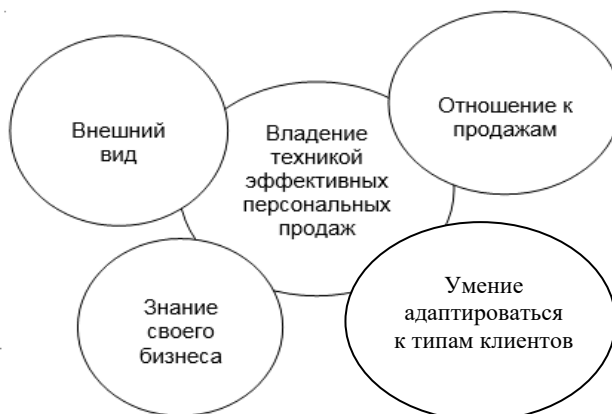 Внешний
вид
Владение
техникой
эффективных
персональных
продаж
Отношение к
продажам
Знание
своего
бизнеса
Умение
адаптироваться
к типам клиентов